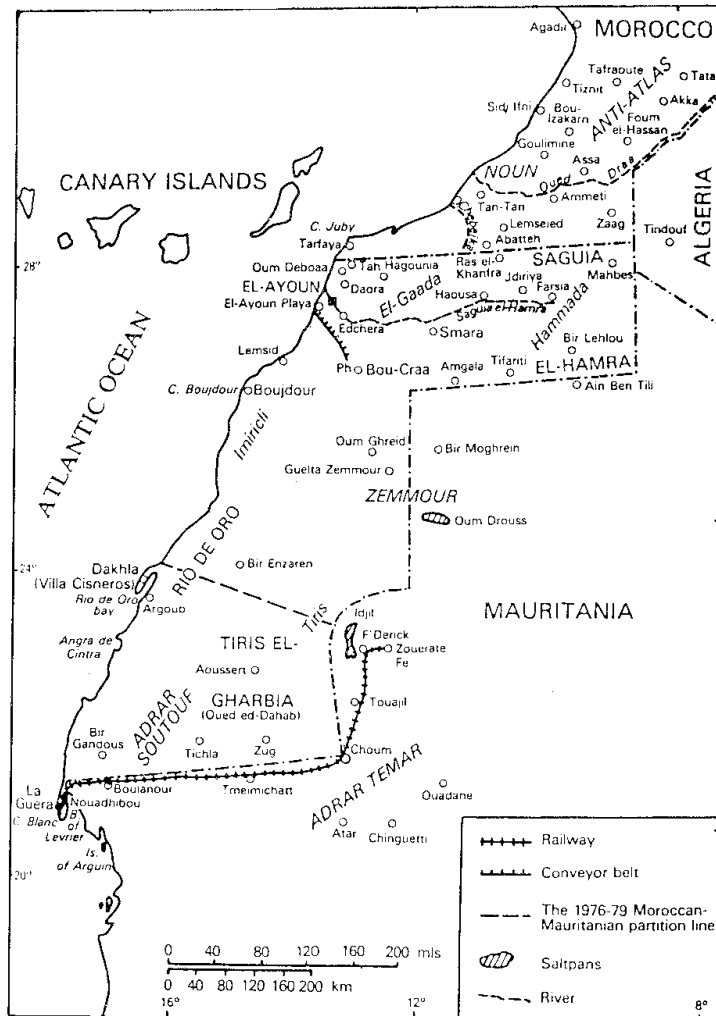 Agadir
MOROCCO
Tafraoute
Tata
Tiznit
ANTI-ATLAS
Akka
Sidi Ifni
Bou-
Izakarn
Foum
el-Hassan
Goulimine
Assa
NOUN
Oued Draa
Ammeti
CANARY ISLANDS
Tan-Tan
Lemseied
Zaag
ALGERIA
C. Juby
Tarfaya
Abatteh
Tindouf
28°
Oum Deboaa
Tah
Hagounia
Ras el-
Khanfra
SAGUIA
Mahbes
EL-AYOUN
Daora
El-Gaada
Haousa
Jdiriya
Farsia
El-Ayoun Playa
Saguia el-Hamra
Hammada
Edchera
Smara
Bir Lehlou
Lemsid
Ph
Bou-Craa
Amgala
Tifariti
EL-HAMRA
Ain Ben Tili
C. Boujdour
Boujdour
ATLANTIC OCEAN
Imiricli
Oum Ghreid
Bir Moghrein
Guelta Zemmour
ZEMMOUR
Oum Drouss
RIO DE ORO
24°
Dakhla
(Villa Cisneros)
Bir Enzaren
Rio de Oro
bay
Argoub
Tiris
Idjil
MAURITANIA
Angra de
Cintra
TIRIS EL-
F'Derick
Zouerate
Fe
Aoussert
GHARBIA
(Oued ed-Dahab)
Touajil
ADRAR
SOUTOUF
Bir
Gandous
Tichla
Zug
Choum
La
Guera
Boulanour
Tmeimichatt
ADRAR TEMAR
Ouadane
Nouadhibou
C. Blanc
B
of
Levrier
Atar
Chinguetti
Is.
of Arguin
20°
Railway
Conveyor belt
The 1976-79 Moroccan-
Mauritanian partition line
Saltpans
River
0 40 80 120 160 200 mls
0 40 80 120 160 200
km
16°
12°
8°